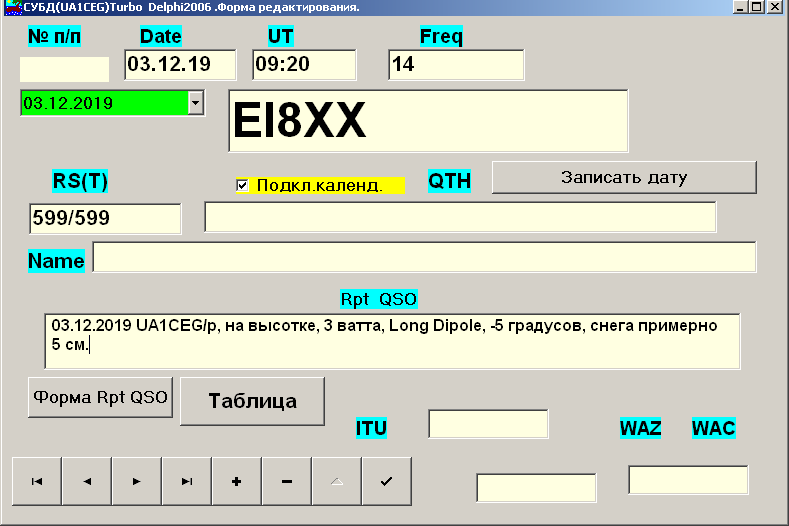 СУБД(UA1CEG)Turbo Delphi2006 .Форма редактирования.
№ п/п Date UT Freq
03.12.19 09:20 14
03.12.2019
EI8XX
RS(T) Подкл.календ. QTH Записать дату
599/599
Name
Rpt QSO
03.12.2019 UA1CEG/p, на высотке, 3 ватта, Long Dipole, -5 градусов, снега примерно
5 см.
Форма Rpt QSO Таблица
ITU WAZ WAC